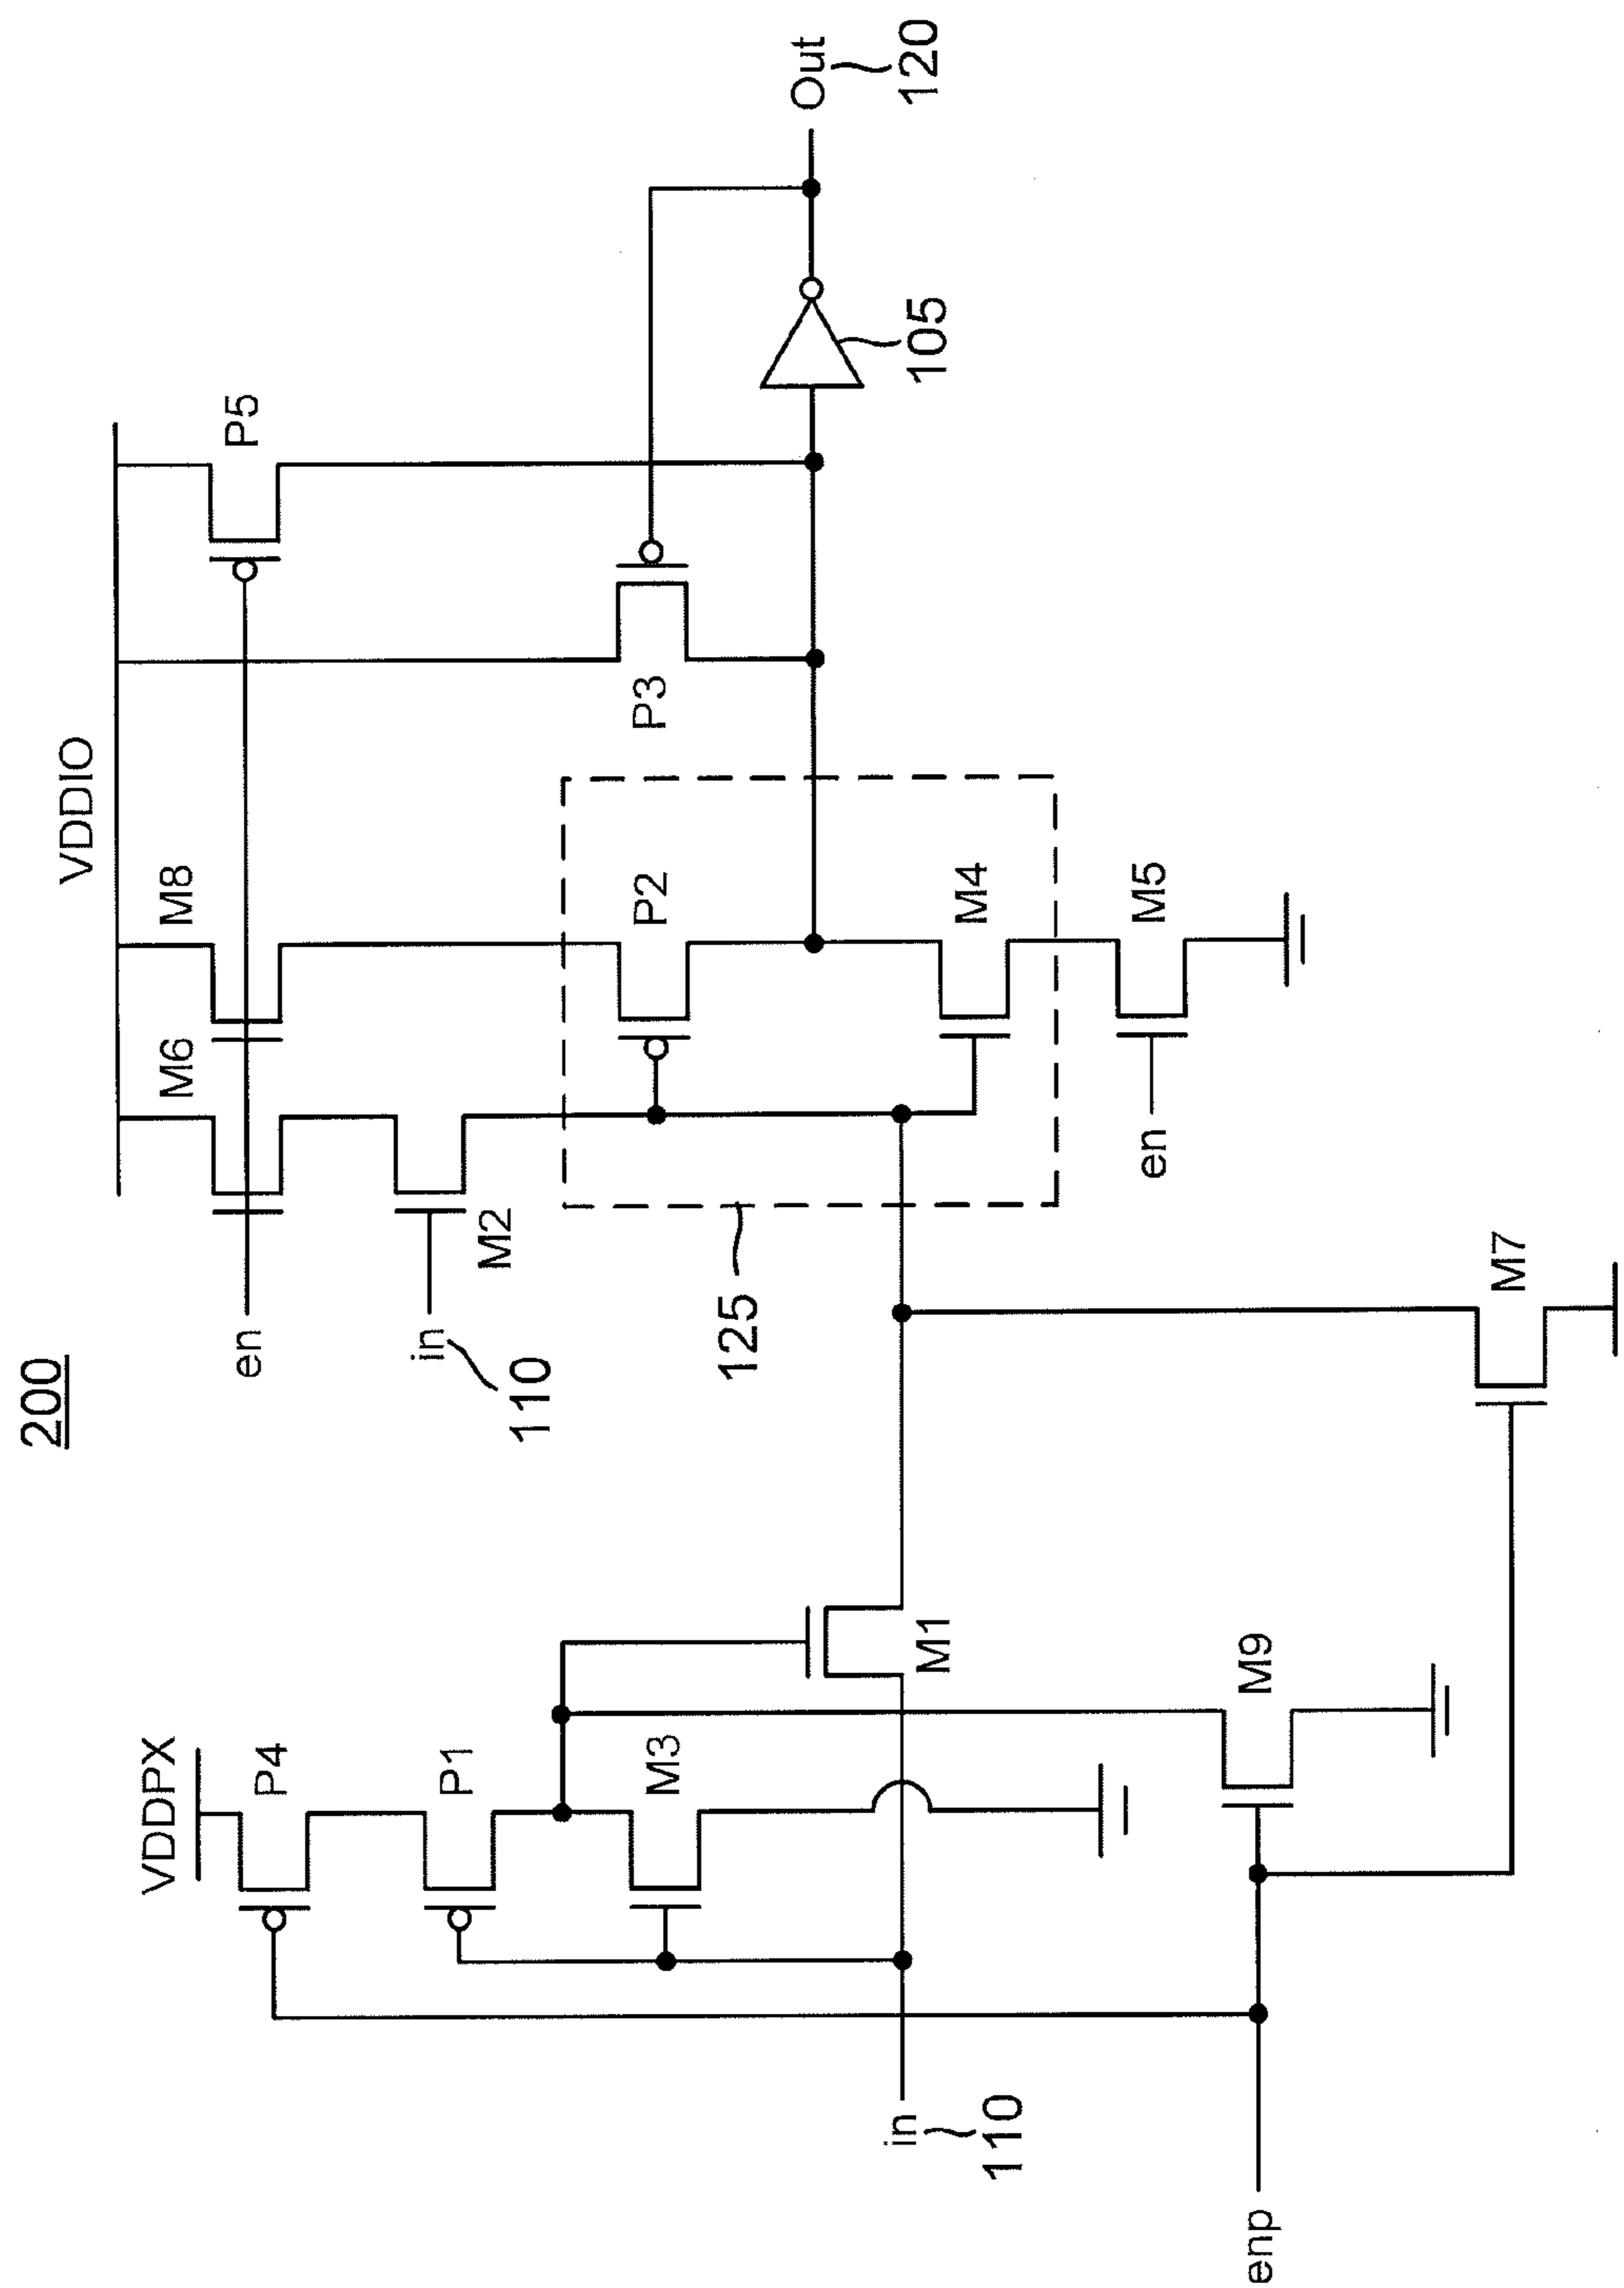 200
VDDIO
en
M6
M8
P5
in
110
M2
P2
P3
125
M4
105
Out
120
en
M5
VDDPX
P4
P1
M3
M1
in
110
M9
M7
enp